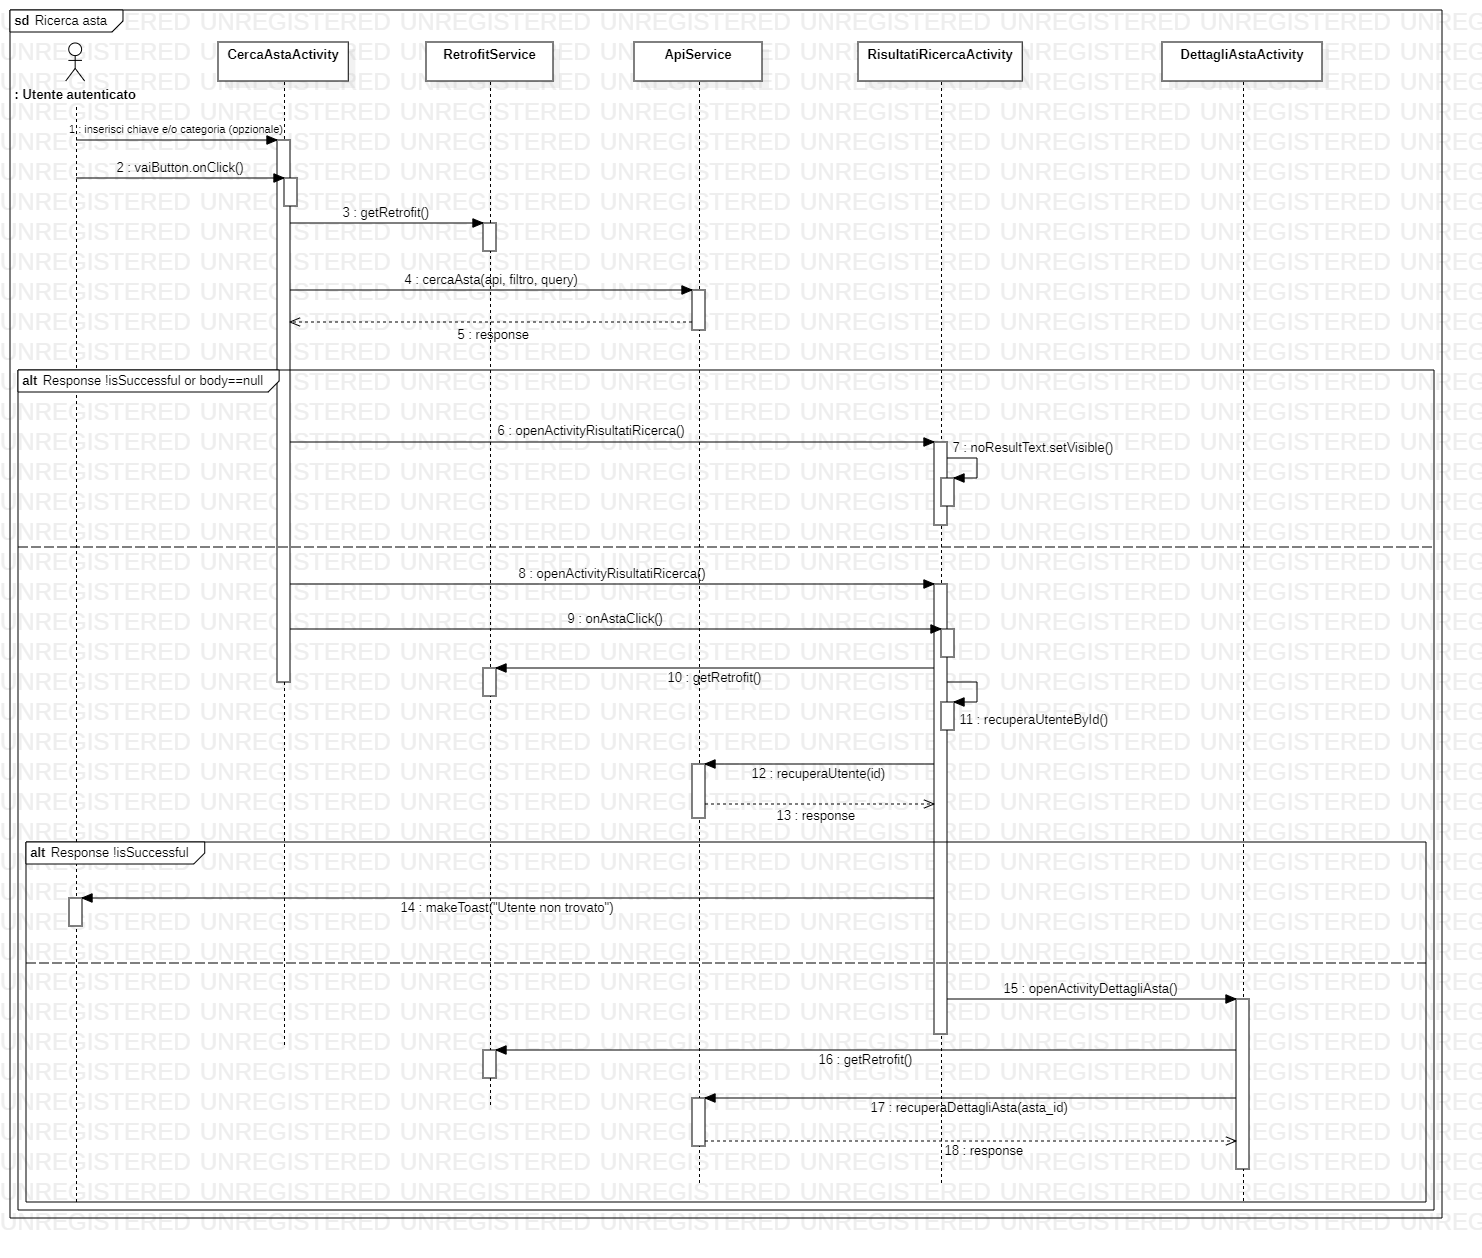 sd Ricerca asta
: Utente autenticato
CercaAstaActivity
RetrofitService
ApiService
RisultatiRicercaActivity
DettagliAstaActivity
1 : inserisci chiave e/o categoria (opzionale)
2 : vaiButton.onClick()
3 : getRetrofit()
4 : cercaAsta(api, filtro, query)
5 : response
alt Response !isSuccessful or body==null
6 : openActivityRisultatiRicerca()
7 : noResultText.setVisible()
8 : openActivityRisultatiRicerca()
9 : onAstaClick()
10 : getRetrofit()
11 : recuperaUtenteById()
12 : recuperaUtente(id)
13 : response
alt Response !isSuccessful
14 : makeToast("Utente non trovato")
15 : openActivityDettagliAsta()
16 : getRetrofit()
17 : recuperaDettagliAsta(asta_id)
18 : response
UNREGISTERED